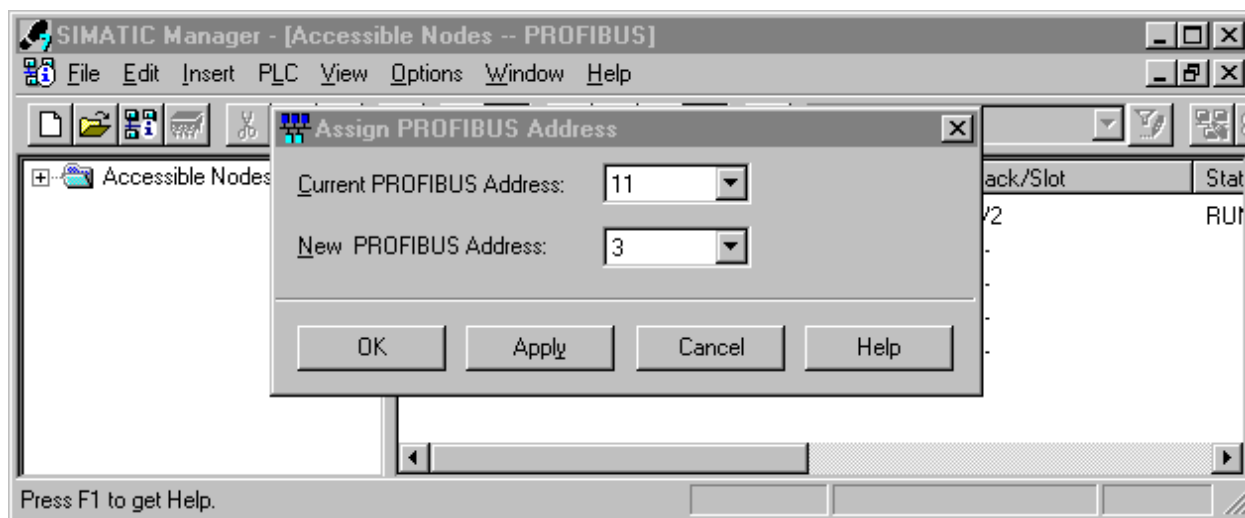 SIMATIC Manager - [Accessible Nodes -- PROFIBUS]
File Edit Insert PLC View Options Window Help
Assign PROFIBUS Address
Accessible Nodes
Current PROFIBUS Address: 11
New PROFIBUS Address: 3
OK Apply Cancel Help
ack/Slot Stat
/2 RUN
-
-
-
-
Press F1 to get Help.